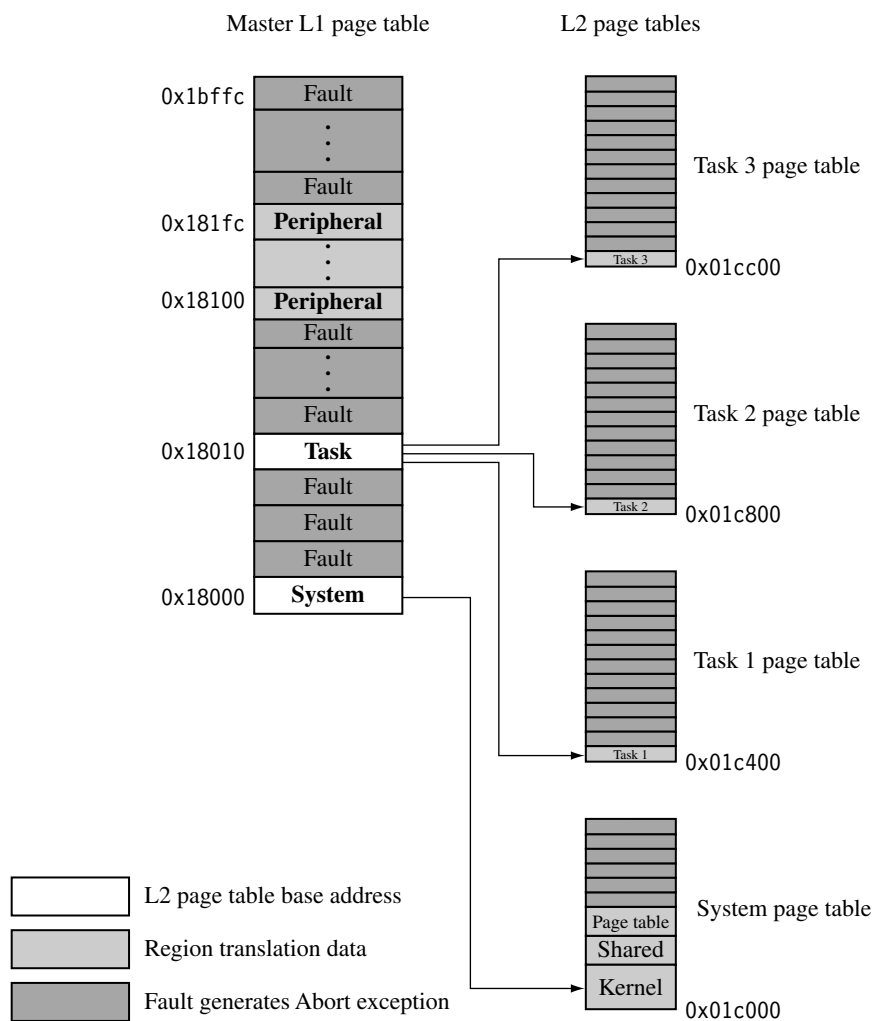 Master L1 page table
L2 page tables
0x1bffc
Fault
Fault
0x181fc
Peripheral
0x18100
Peripheral
Fault
Fault
0x18010
Task
Fault
Fault
Fault
0x18000
System
Task 3 page table
Task 3
0x01cc00
Task 2 page table
Task 2
0x01c800
Task 1 page table
Task 1
0x01c400
System page table
Page table
Shared
Kernel
0x01c000
L2 page table base address
Region translation data
Fault generates Abort exception